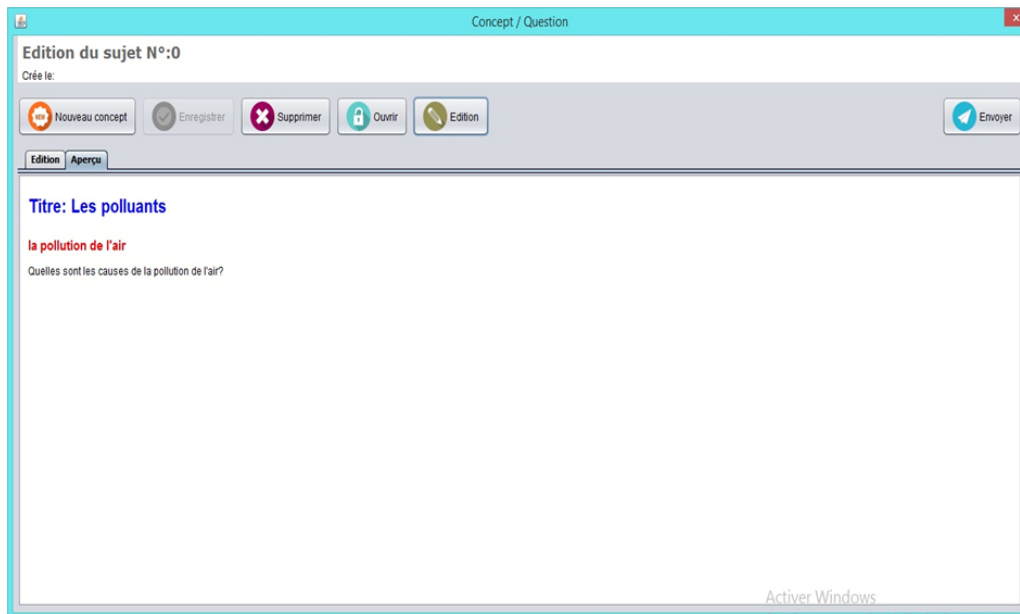 Concept / Question
x
Edition du sujet N°:0
Crée le:
NEW Nouveau concept Enregistrer Supprimer Ouvrir Edition Envoyer
Edition Aperçu
Titre: Les polluants
la pollution de l'air
Quelles sont les causes de la pollution de l'air?
Activer Windows